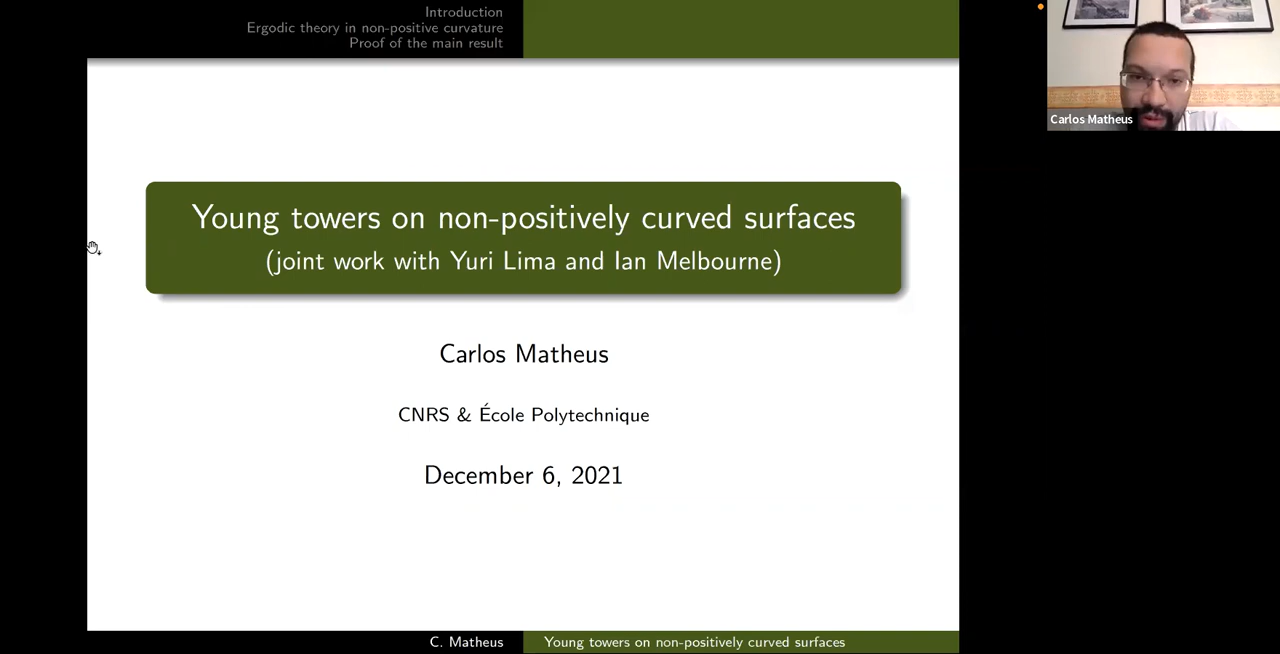 Introduction
Ergodic theory in non-positive curvature
Proof of the main result
Carlos Matheus
Young towers on non-positively curved surfaces
(joint work with Yuri Lima and Ian Melbourne)
Carlos Matheus
CNRS & École Polytechnique
December 6, 2021
C. Matheus
Young towers on non-positively curved surfaces